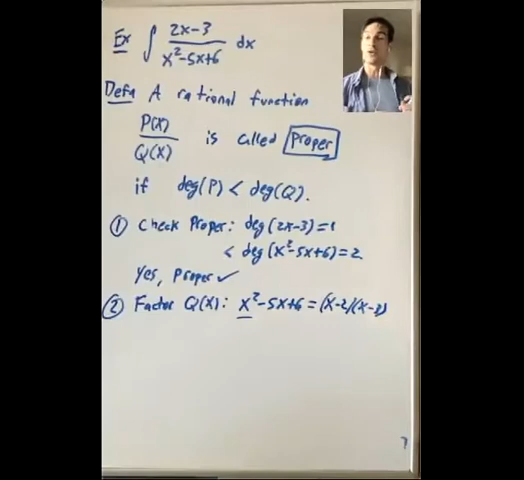 Ex ∫ 2x-3 / x²-5x+6 dx
Defn A rational function
P(x) / Q(x) is called proper
if deg(P) < deg(Q).
① Check Proper: deg(2x-3)=1
< deg(x²-5x+6)=2
Yes, Proper ✓
② Factor Q(x): x²-5x+6=(x-2)(x-3)
7